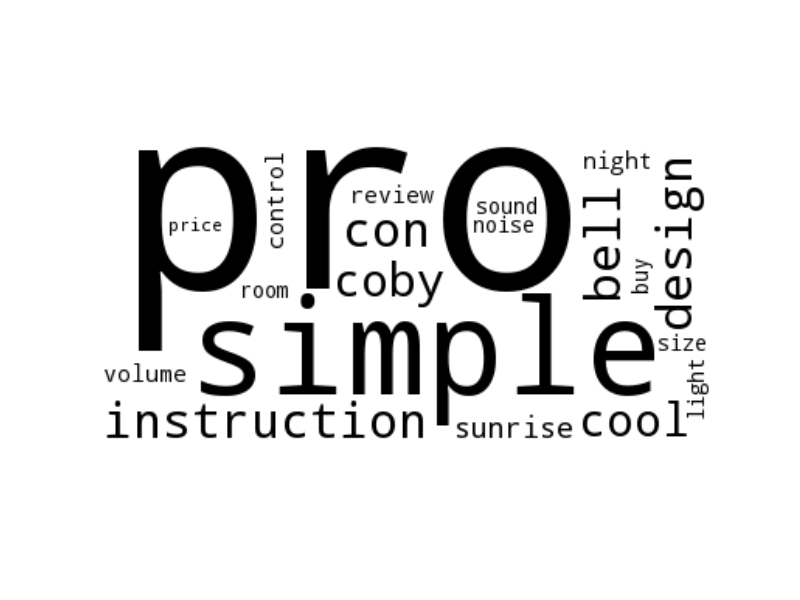 pro
control
night
design
review
sound
price
con
noise
bell
buy
coby
room
simple
size
volume
light
instruction
sunrise
cool